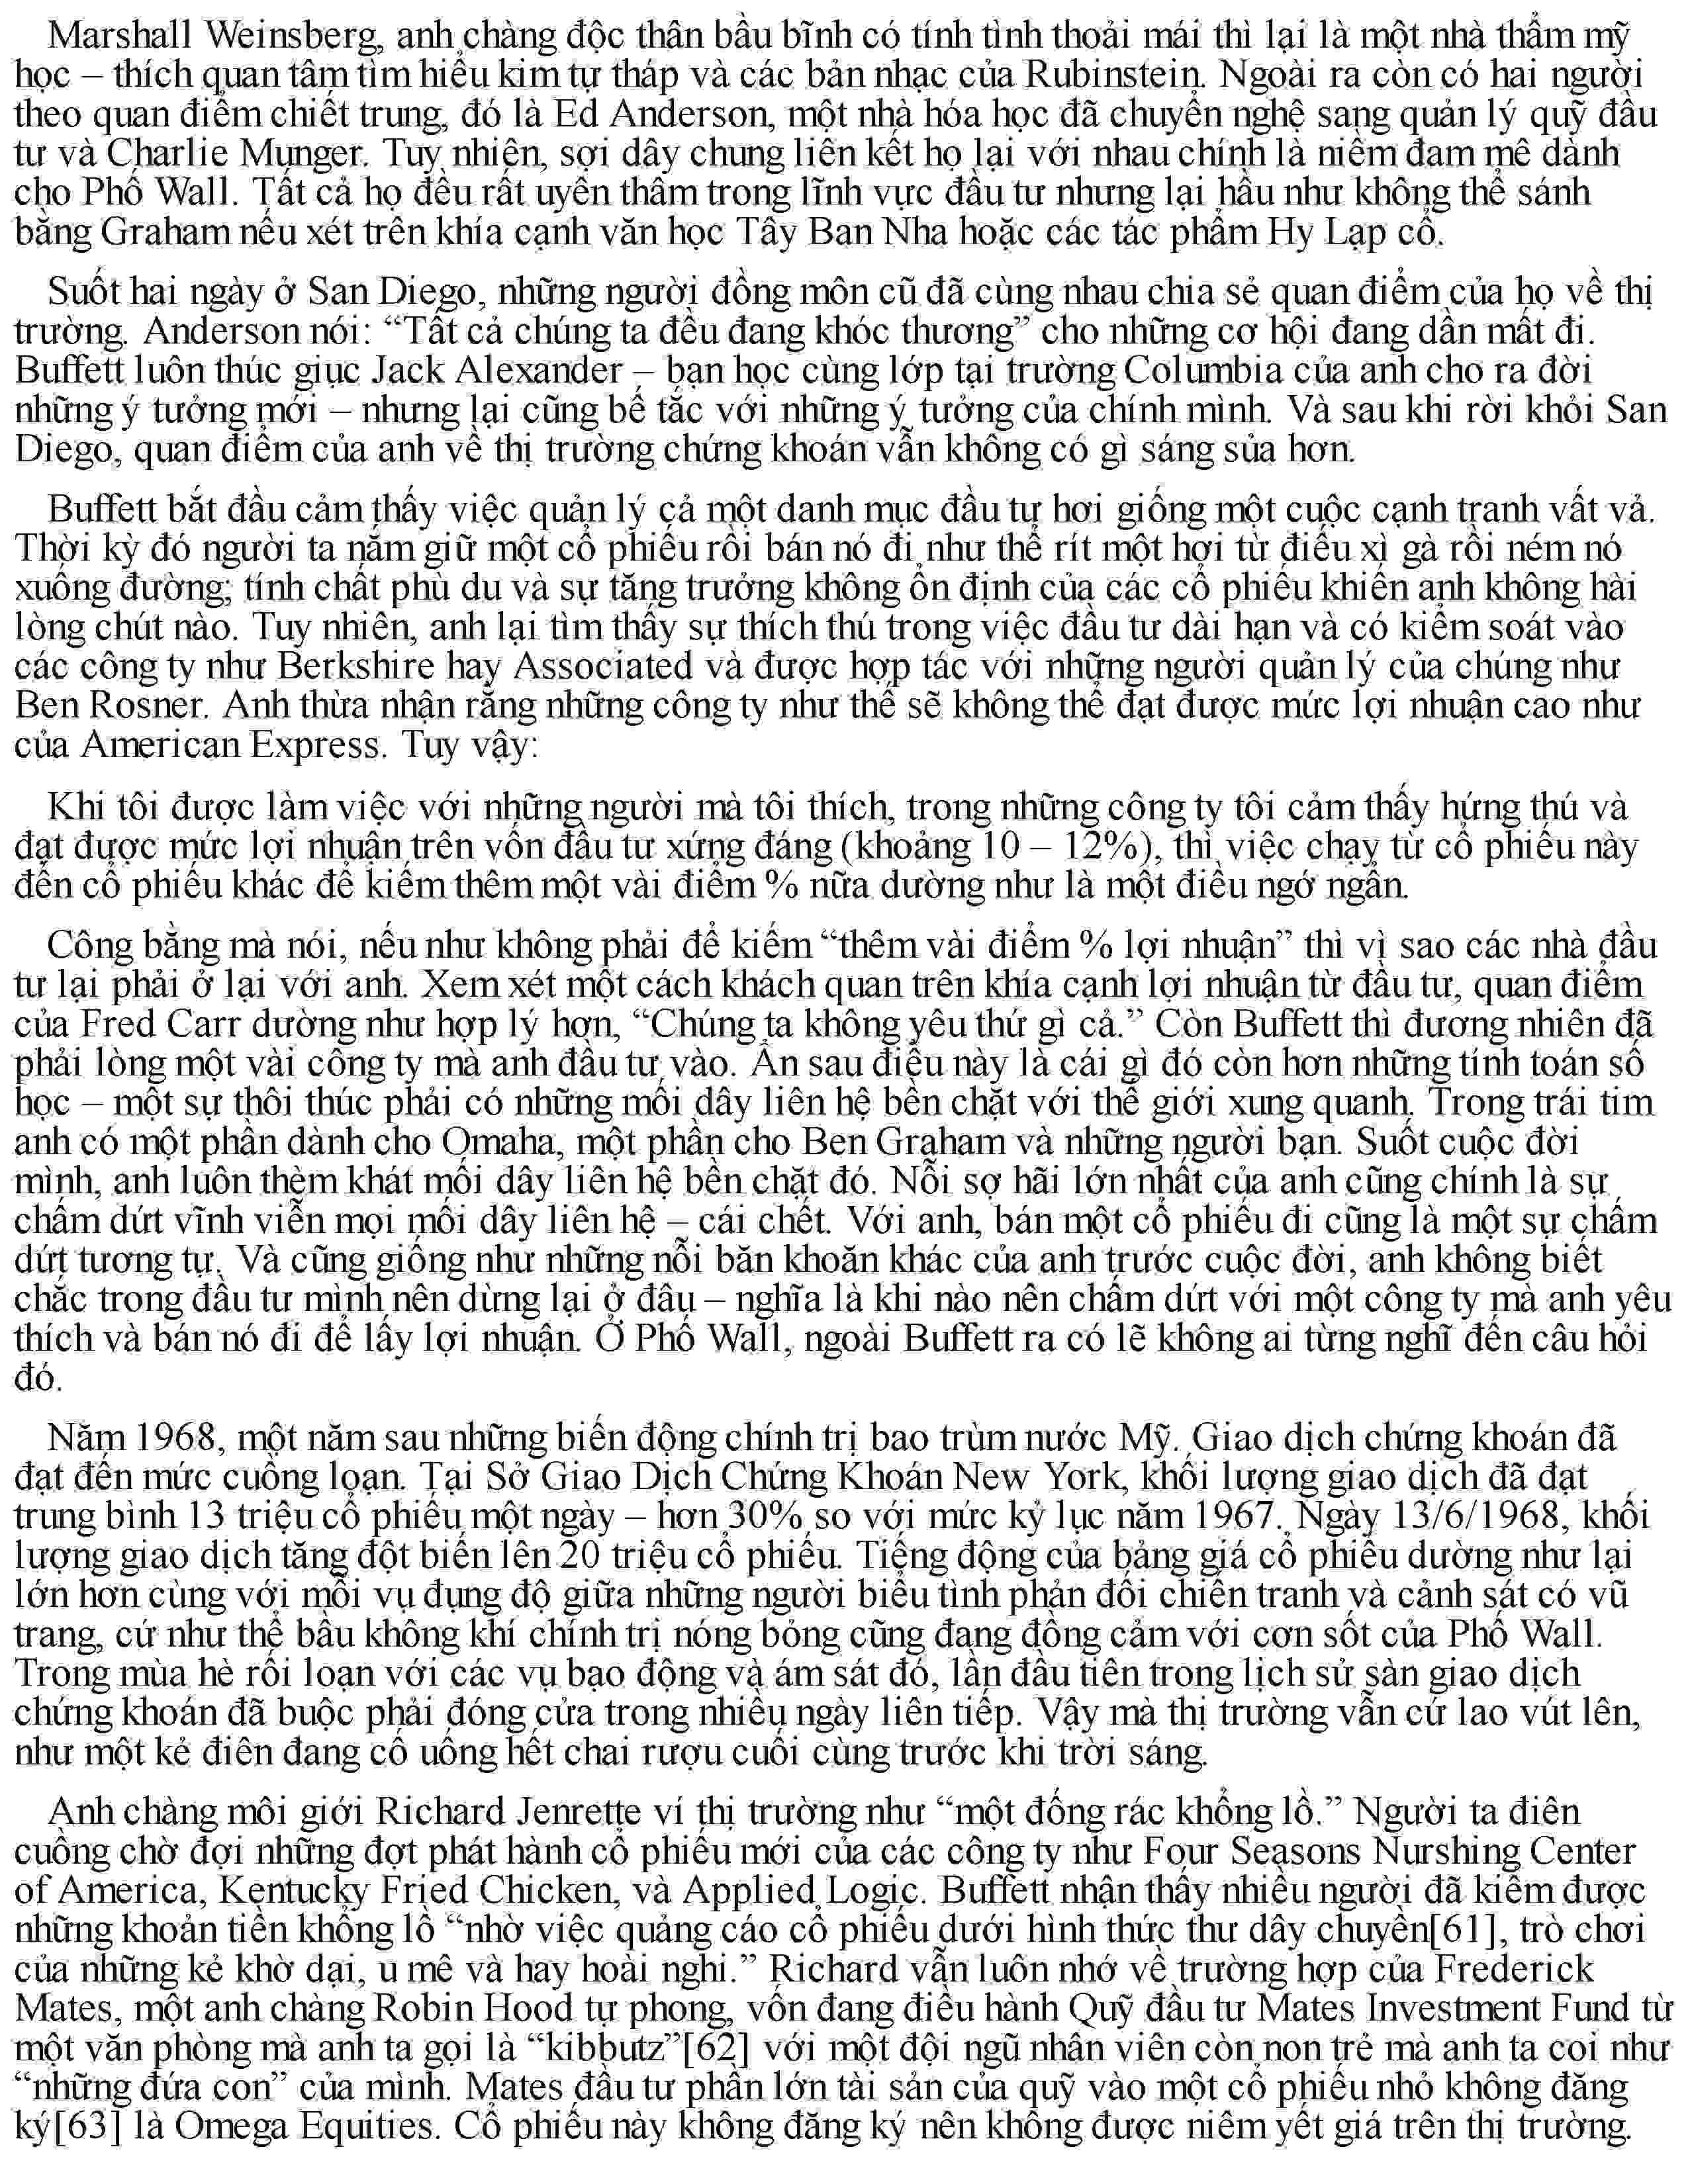 Marshall Weinsberg, anh chàng độc thân bầu bĩnh có tính tình thoải mái thì lại là một nhà thẩm mỹ
học – thích quan tâm tìm hiểu kim tự tháp và các bản nhạc của Rubinstein. Ngoài ra còn có hai người
theo quan điểm chiết trung, đó là Ed Anderson, một nhà hóa học đã chuyển nghệ sang quản lý quỹ đầu
tư và Charlie Munger. Tuy nhiên, sợi dây chung liên kết họ lại với nhau chính là niềm đam mê dành
cho Phố Wall. Tất cả họ đều rất uyên thâm trong lĩnh vực đầu tư nhưng lại hầu như không thể sánh
bằng Graham nếu xét trên khía cạnh văn học Tây Ban Nha hoặc các tác phẩm Hy Lạp cổ.
Suốt hai ngày ở San Diego, những người đồng môn cũ đã cùng nhau chia sẻ quan điểm của họ về thị
trường. Anderson nói: “Tất cả chúng ta đều đang khóc thương” cho những cơ hội đang dần mất đi.
Buffett luôn thúc giục Jack Alexander – bạn học cùng lớp tại trường Columbia của anh cho ra đời
những ý tưởng mới – nhưng lại cũng bế tắc với những ý tưởng của chính mình. Và sau khi rời khỏi San
Diego, quan điểm của anh về thị trường chứng khoán vẫn không có gì sáng sủa hơn.
Buffett bắt đầu cảm thấy việc quản lý cả một danh mục đầu tư hơi giống một cuộc cạnh tranh vất vả.
Thời kỳ đó người ta nắm giữ một cổ phiếu rồi bán nó đi như thể rít một hơi từ điếu xì gà rồi ném nó
xuống đường; tính chất phù du và sự tăng trưởng không ổn định của các cổ phiếu khiến anh không hài
lòng chút nào. Tuy nhiên, anh lại tìm thấy sự thích thú trong việc đầu tư dài hạn và có kiểm soát vào
các công ty như Berkshire hay Associated và được hợp tác với những người quản lý của chúng như
Ben Rosner. Anh thừa nhận rằng những công ty như thế sẽ không thể đạt được mức lợi nhuận cao như
của American Express. Tuy vậy:
Khi tôi được làm việc với những người mà tôi thích, trong những công ty tôi cảm thấy hứng thú và
đạt được mức lợi nhuận trên vốn đầu tư xứng đáng (khoảng 10 – 12%), thì việc chạy từ cổ phiếu này
đến cổ phiếu khác để kiếm thêm một vài điểm % nữa dường như là một điều ngớ ngẩn.
Công bằng mà nói, nếu như không phải để kiếm “thêm vài điểm % lợi nhuận” thì vì sao các nhà đầu
tư lại phải ở lại với anh. Xem xét một cách khách quan trên khía cạnh lợi nhuận từ đầu tư, quan điểm
của Fred Carr dường như hợp lý hơn, “Chúng ta không yêu thứ gì cả.” Còn Buffett thì đương nhiên đã
phải lòng một vài công ty mà anh đầu tư vào. Ẩn sau điều này là cái gì đó còn hơn những tính toán số
học – một sự thôi thúc phải có những mối dây liên hệ bền chặt với thế giới xung quanh. Trong trái tim
anh có một phần dành cho Omaha, một phần cho Ben Graham và những người bạn. Suốt cuộc đời
mình, anh luôn thèm khát mối dây liên hệ bền chặt đó. Nỗi sợ hãi lớn nhất của anh cũng chính là sự
chấm dứt vĩnh viễn mọi mối dây liên hệ – cái chết. Với anh, bán một cổ phiếu đi cũng là một sự chấm
dứt tương tự. Và cũng giống như những nỗi băn khoăn khác của anh trước cuộc đời, anh không biết
chắc trong đầu tư mình nên dừng lại ở đâu – nghĩa là khi nào nên chấm dứt với một công ty mà anh yêu
thích và bán nó đi để lấy lợi nhuận. Ở Phố Wall, ngoài Buffett ra có lẽ không ai từng nghĩ đến câu hỏi
đó.
Năm 1968, một năm sau những biến động chính trị bao trùm nước Mỹ. Giao dịch chứng khoán đã
đạt đến mức cuồng loạn. Tại Sở Giao Dịch Chứng Khoán New York, khối lượng giao dịch đã đạt
trung bình 13 triệu cổ phiếu một ngày – hơn 30% so với mức kỷ lục năm 1967. Ngày 13/6/1968, khối
lượng giao dịch tăng đột biến lên 20 triệu cổ phiếu. Tiếng động của bảng giá cổ phiếu dường như lại
lớn hơn cùng với mỗi vụ đụng độ giữa những người biểu tình phản đối chiến tranh và cảnh sát có vũ
trang, cứ như thể bầu không khí chính trị nóng bỏng cũng đang đồng cảm với cơn sốt của Phố Wall.
Trong mùa hè rối loạn với các vụ bạo động và ám sát đó, lần đầu tiên trong lịch sử sàn giao dịch
chứng khoán đã buộc phải đóng cửa trong nhiều ngày liên tiếp. Vậy mà thị trường vẫn cứ lao vút lên,
như một kẻ điên đang cố uống hết chai rượu cuối cùng trước khi trời sáng.
Anh chàng môi giới Richard Jenrette ví thị trường như “một đống rác khổng lồ.” Người ta điên
cuồng chờ đợi những đợt phát hành cổ phiếu mới của các công ty như Four Seasons Nurshing Center
of America, Kentucky Fried Chicken, và Applied Logic. Buffett nhận thấy nhiều người đã kiếm được
những khoản tiền khổng lồ “nhờ việc quảng cáo cổ phiếu dưới hình thức thư dây chuyền[61], trò chơi
của những kẻ khờ dại, u mê và hay hoài nghi.” Richard vẫn luôn nhớ về trường hợp của Frederick
Mates, một anh chàng Robin Hood tự phong, vốn đang điều hành Quỹ đầu tư Mates Investment Fund từ
một văn phòng mà anh ta gọi là “kibbutz”[62] với một đội ngũ nhân viên còn non trẻ mà anh ta coi như
“những đứa con” của mình. Mates đầu tư phần lớn tài sản của quỹ vào một cổ phiếu nhỏ không đăng
ký[63] là Omega Equities. Cổ phiếu này không đăng ký nên không được niêm yết giá trên thị trường.